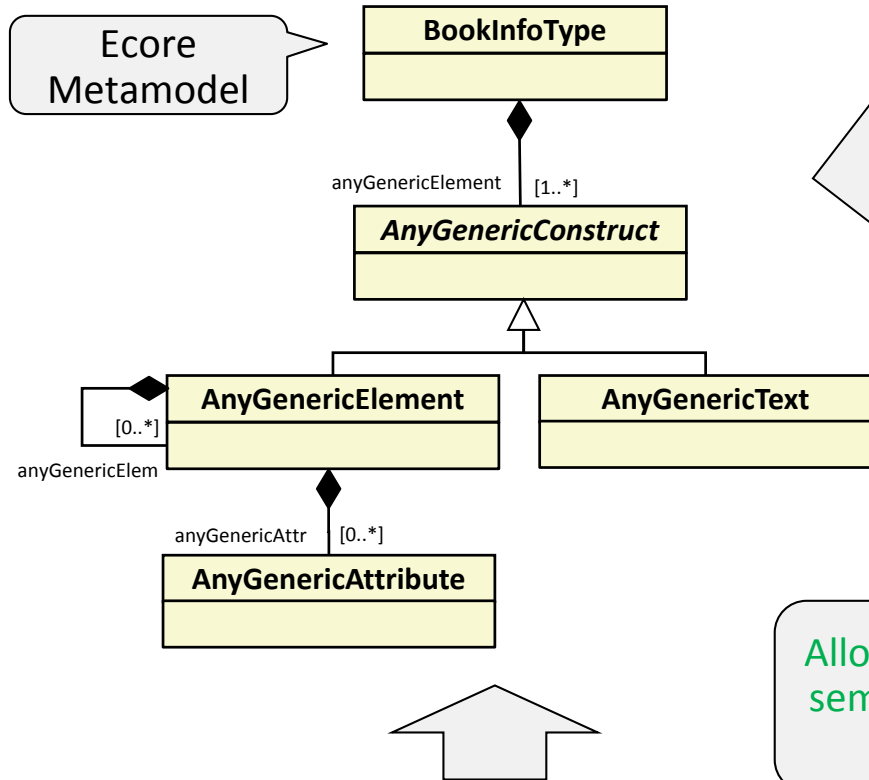 Ecore
Metamodel
BookInfoType
anyGenericElement
[1..*]
AnyGenericConstruct
AnyGenericElement
AnyGenericText
[0..*]
anyGenericElem
anyGenericAttr
[0..*]
AnyGenericAttribute